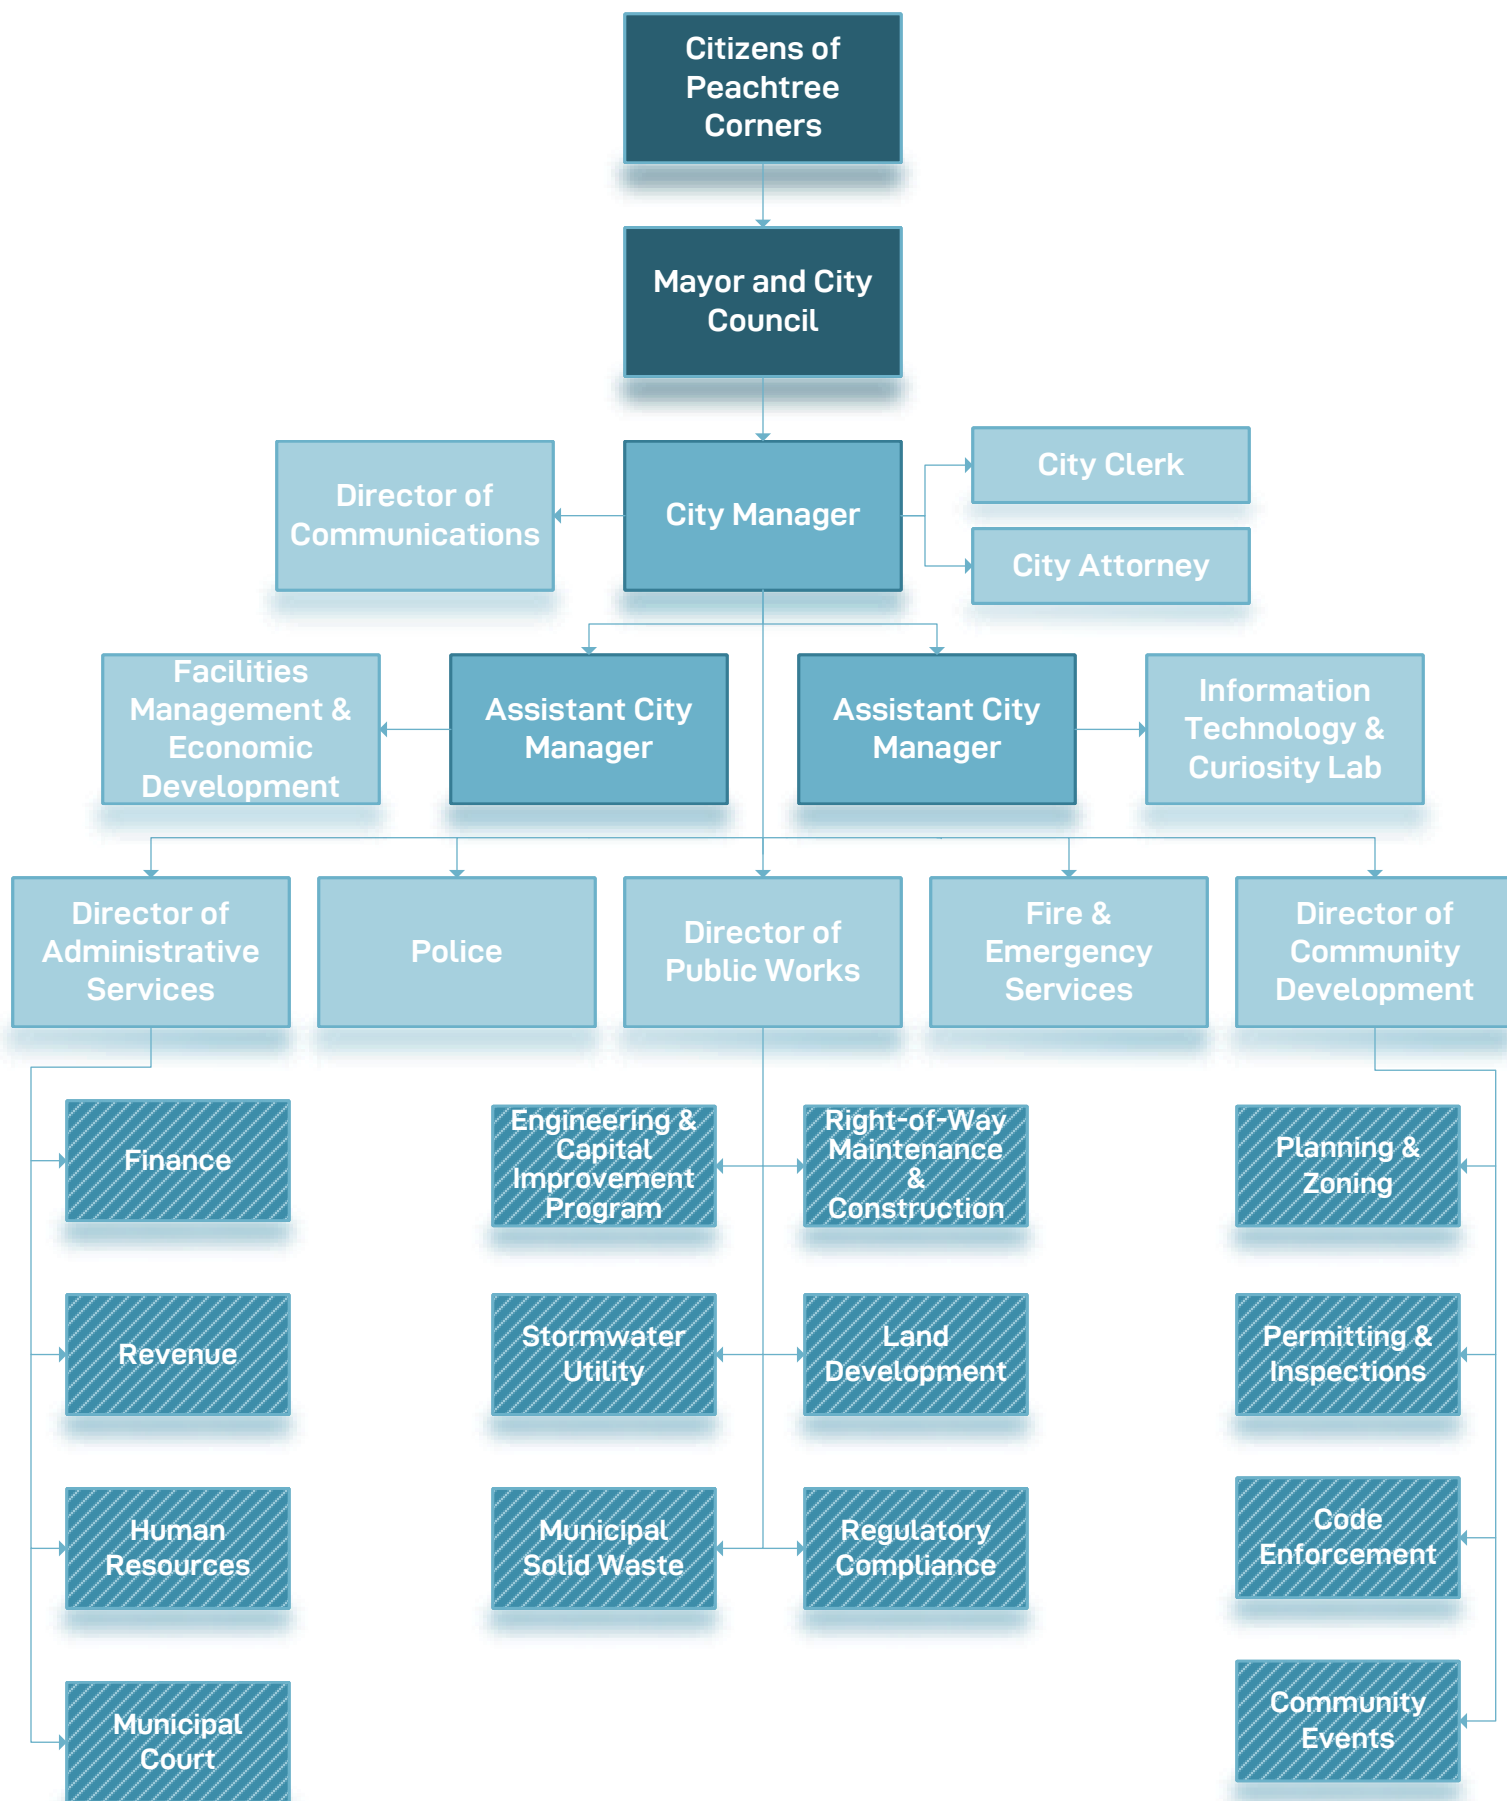 Citizens of
Peachtree
Corners
Mayor and City
Council
Director of
Communications
City Manager
City Clerk
City Attorney
Facilities
Management &
Economic
Development
Assistant City
Manager
Assistant City
Manager
Information
Technology &
Curiosity Lab
Director of
Administrative
Services
Police
Director of
Public Works
Fire &
Emergency
Services
Director of
Community
Development
Finance
Engineering &
Capital
Improvement
Program
Right-of-Way
Maintenance
&
Construction
Planning &
Zoning
Revenue
Stormwater
Utility
Land
Development
Permitting &
Inspections
Human
Resources
Municipal
Solid Waste
Regulatory
Compliance
Code
Enforcement
Municipal
Court
Community
Events